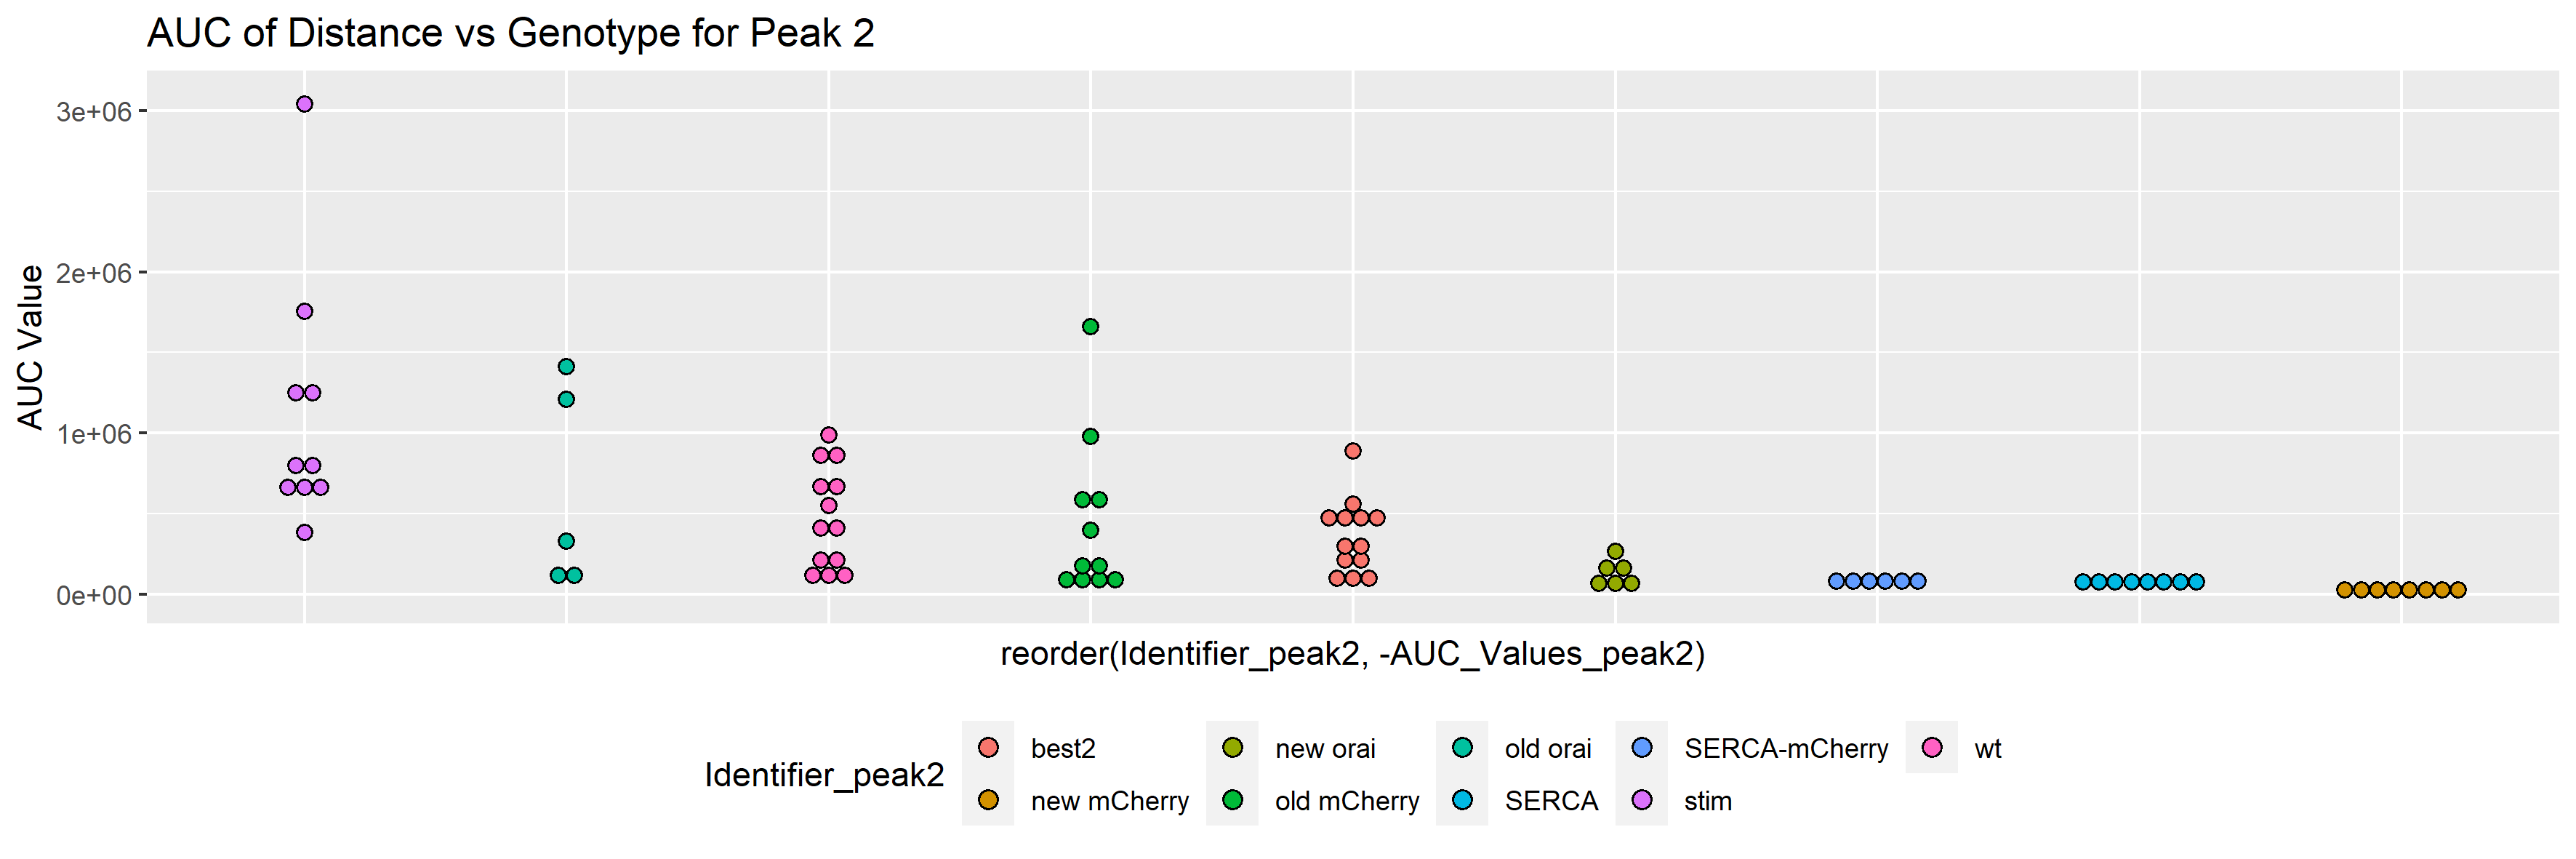 AUC of Distance vs Genotype for Peak 2
AUC Value
3e+06
2e+06
1e+06
0e+00
reorder(Identifier_peak2, -AUC_Values_peak2)
Identifier_peak2
best2
new orai
old orai
SERCA-mCherry
wt
new mCherry
old mCherry
SERCA
stim